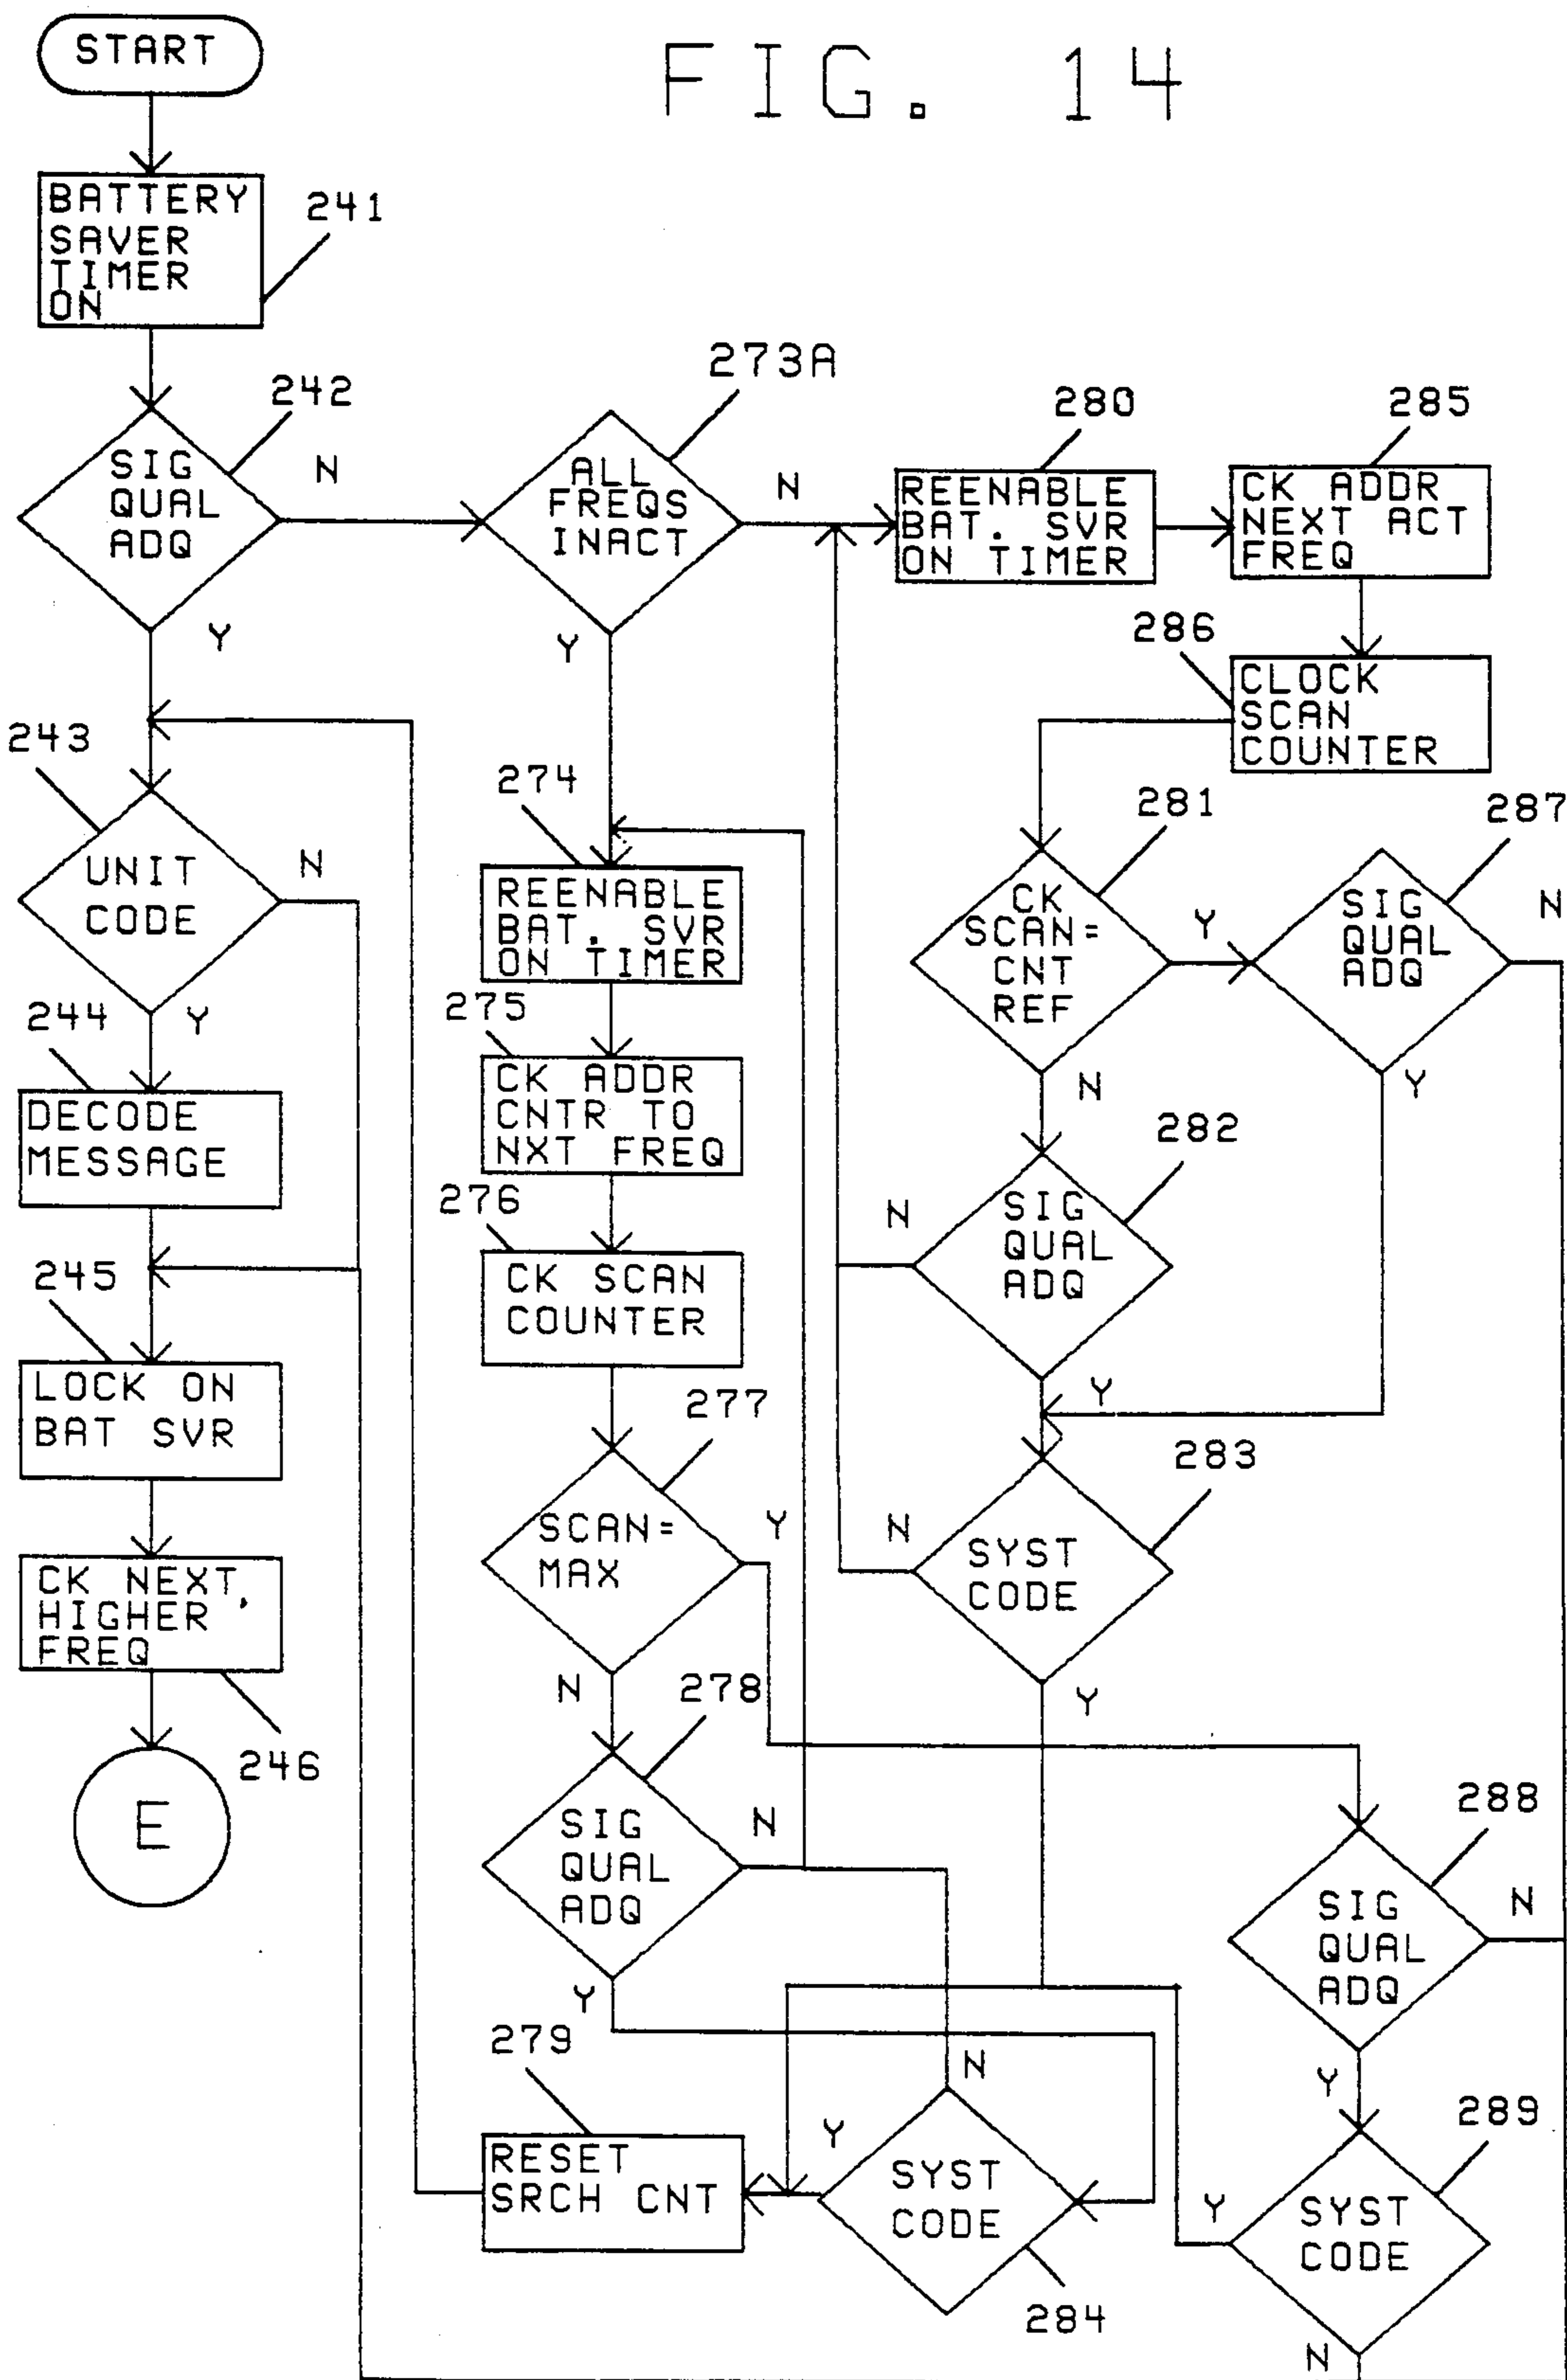 FIG. 14
START
BATTERY
SAVER
TIMER
ON
241
SIG
QUAL
ADQ
242
N
Y
ALL
FREQS
INACT
273A
N
Y
REENABLE
BAT. SVR
ON TIMER
280
CK ADDR
NEXT ACT
FREQ
285
286
CLOCK
SCAN
COUNTER
243
UNIT
CODE
N
Y
244
DECODE
MESSAGE
245
LOCK ON
BAT SVR
CK NEXT
HIGHER
FREQ
246
E
274
REENABLE
BAT. SVR
ON TIMER
275
CK ADDR
CNTR TO
NXT FREQ
276
CK SCAN
COUNTER
277
SCAN=
MAX
Y
N
278
SIG
QUAL
ADQ
N
Y
279
RESET
SRCH CNT
281
CK
SCAN=
CNT
REF
Y
N
287
SIG
QUAL
ADQ
N
Y
282
SIG
QUAL
ADQ
N
Y
283
SYST
CODE
N
Y
288
SIG
QUAL
ADQ
N
Y
SYST
CODE
N
Y
284
289
SYST
CODE
Y
N